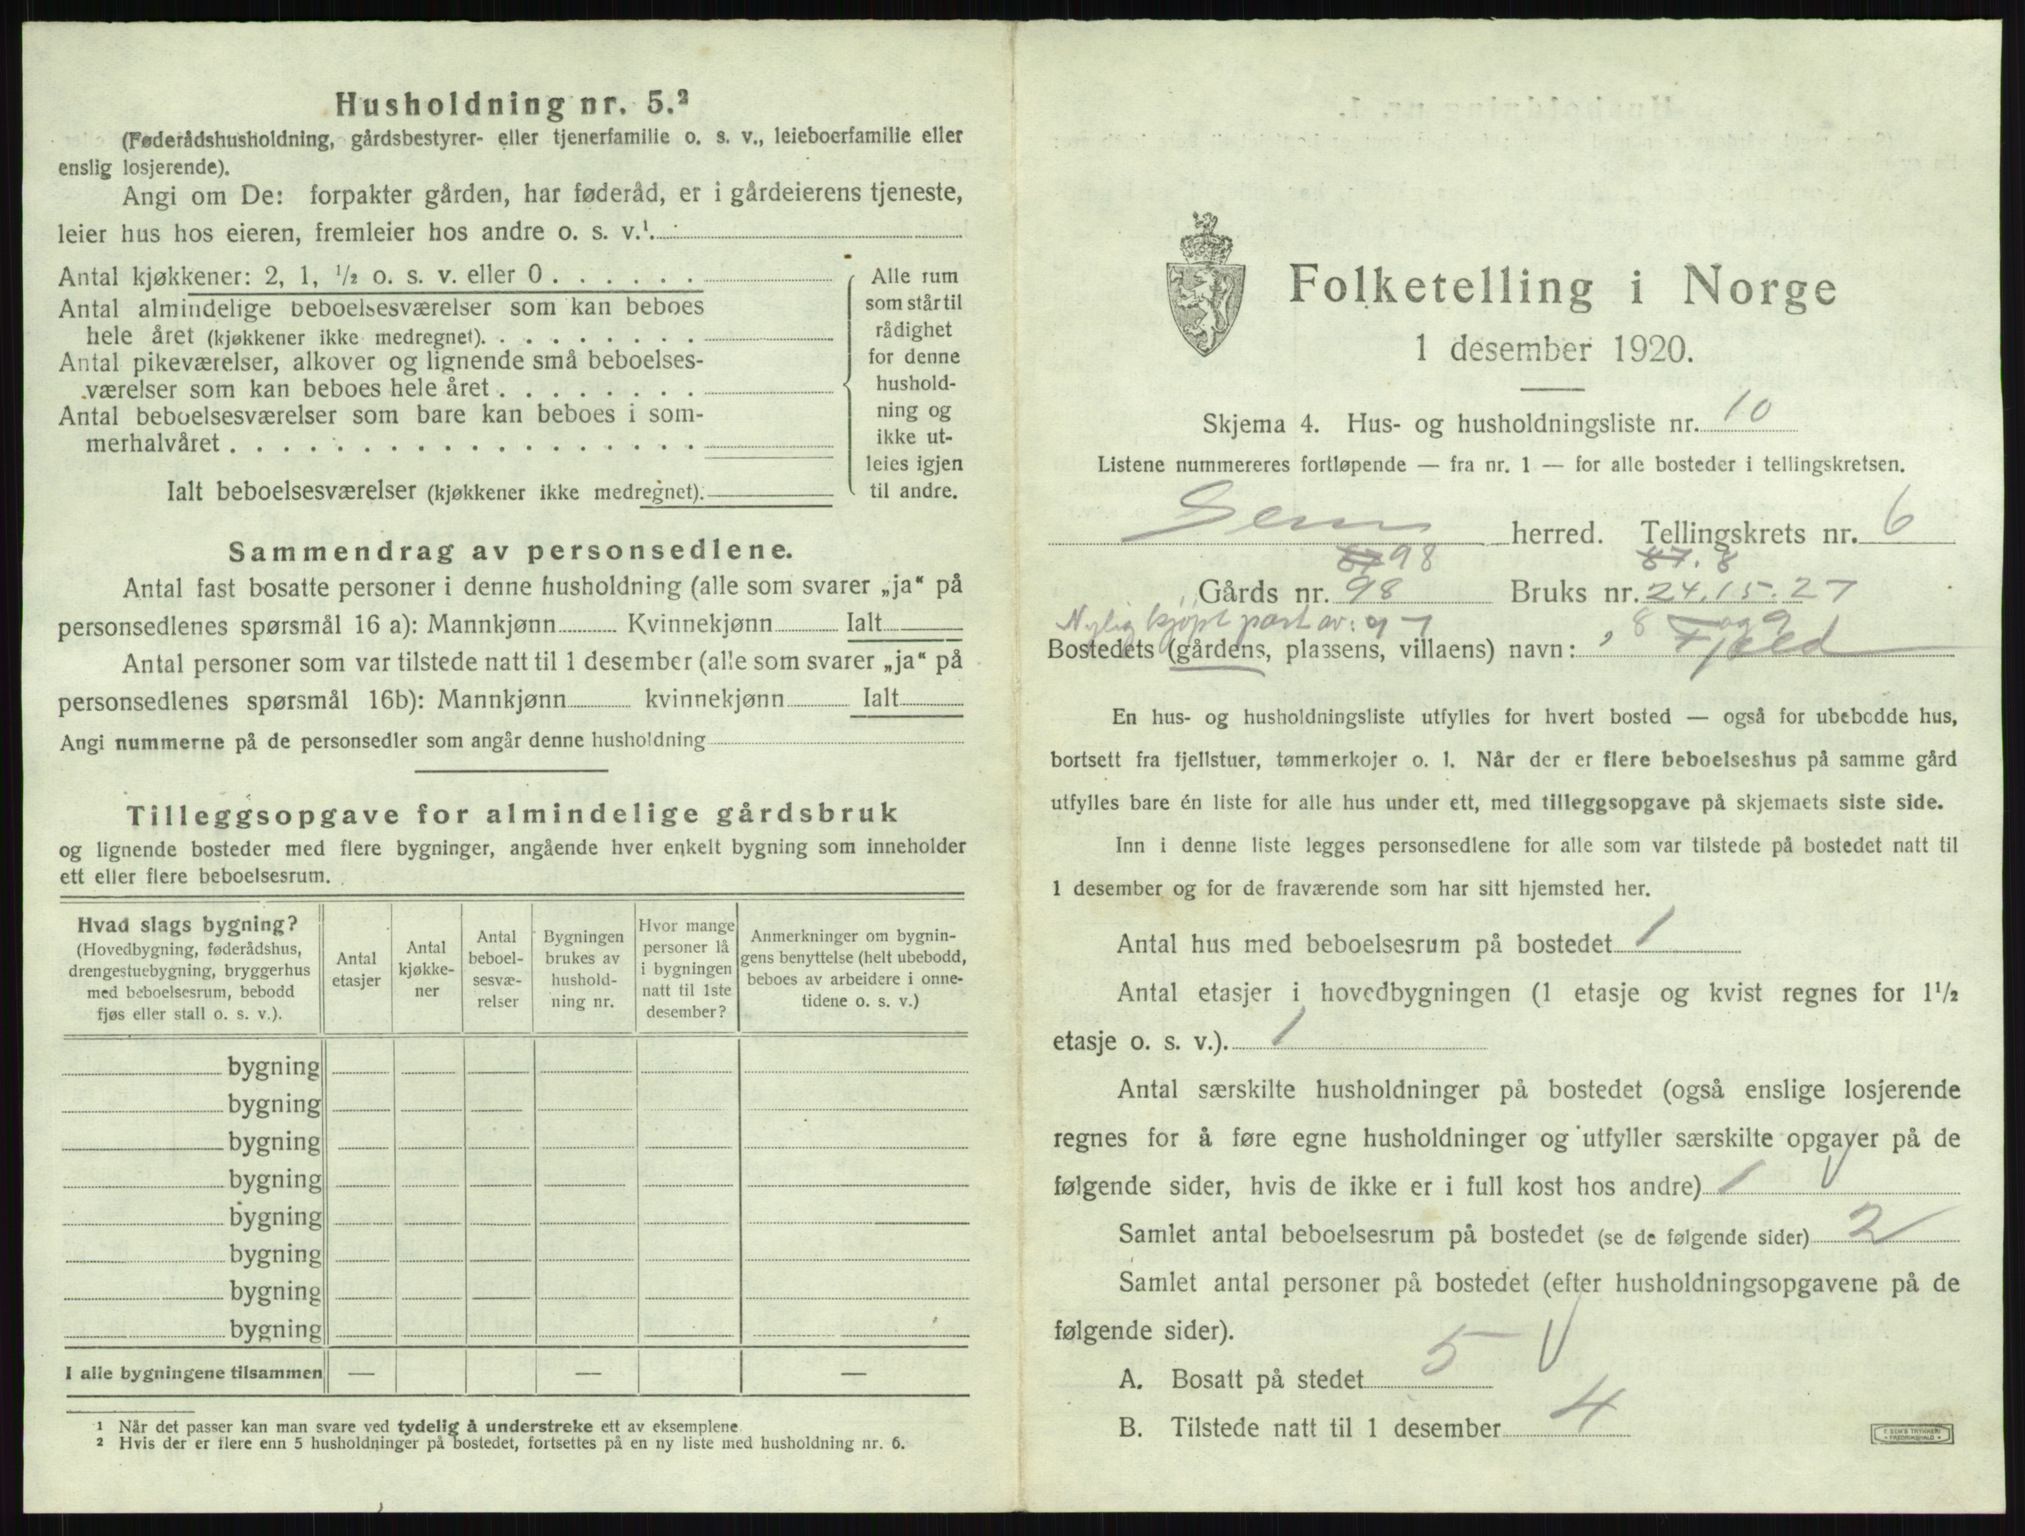 Husholdning nr. 5.²
(Føderådshusholdning, gårdsbestyrer- eller tjenerfamilie o. s. v., leieboerfamilie eller
enslig losjerende).
Angi om De: forpakter gården, har føderåd, er i gårdeierens tjeneste,
leier hus hos eieren, fremleier hos andre o. s. v.¹
Antal kjøkkener: 2, 1, ½ o. s. v. eller 0
Antal almindelige beboelsesværelser som kan beboes
hele året (kjøkkener ikke medregnet).
Antal pikeværelser, alkover og lignende små beboelses-
værelser som kan beboes hele året
Antal beboelsesværelser som bare kan beboes i som-
merhalvåret
Ialt beboelsesværelser (kjøkkener ikke medregnet).
Alle rum
som står til
rådighet
for denne
hushold-
ning og
ikke ut-
leies igjen
til andre.
Sammendrag av personsedlene.
Antal fast bosatte personer i denne husholdning (alle som svarer „ja“ på
personsedlenes spørsmål 16 a): Mannkjønn Kvinnekjønn Ialt
Antal personer som var tilstede natt til 1 desember (alle som svarer „ja“ på
personsedlenes spørsmål 16b): Mannkjønn kvinnekjønn Ialt
Angi nummerne på de personsedler som angår denne husholdning
Tilleggsopgave for almindelige gårdsbruk
og lignende bosteder med flere bygninger, angående hver enkelt bygning som inneholder
ett eller flere beboelsesrum.
Hvad slags bygning?
(Hovedbygning, føderådshus,
drengestuebygning, bryggerhus
med beboelsesrum, bebodd
fjøs eller stall o. s. v.).
Antal
etasjer
Antal
kjøkke-
ner
Antal
beboel-
sesvæ-
relser
Bygningen
brukes av
hushold-
ning nr.
Hvor mange
personer lå
i bygningen
natt til 1ste
desember?
Anmerkninger om bygnin-
gens benyttelse (helt ubebodd,
beboes av arbeidere i onne-
tidene o. s. v.)
bygning
bygning
bygning
bygning
bygning
bygning
bygning
bygning
I alle bygningene tilsammen — — —
¹ Når det passer kan man svare ved tydelig å understreke ett av eksemplene
² Hvis der er flere enn 5 husholdninger på bostedet, fortsettes på en ny liste med husholdning nr. 6.
Folketelling i Norge
1 desember 1920.
Skjema 4. Hus- og husholdningsliste nr. 10
Listene nummereres fortløpende — fra nr. 1 — for alle bosteder i tellingskretsen.
Sem herred. Tellingskrets nr. 6
87 98 87. 8
Gårds nr. 98 Bruks nr. 24. 15. 27
Nylig kjøpt part av: 97 8 og 9
Bostedets (gårdens, plassens, villaens) navn: Fjeld
En hus- og husholdningsliste utfylles for hvert bosted — også for ubebodde hus,
bortsett fra fjellstuer, tømmerkojer o. l. Når der er flere beboelseshus på samme gård
utfylles bare én liste for alle hus under ett, med tilleggsopgave på skjemaets siste side.
Inn i denne liste legges personsedlene for alle som var tilstede på bostedet natt til
1 desember og for de fraværende som har sitt hjemsted her.
Antal hus med beboelsesrum på bostedet 1
Antal etasjer i hovedbygningen (1 etasje og kvist regnes for 1½
etasje o. s. v.). 1
Antal særskilte husholdninger på bostedet (også enslige losjerende
regnes for å føre egne husholdninger og utfyller særskilte opgaver på de
følgende sider, hvis de ikke er i full kost hos andre) 1
Samlet antal beboelsesrum på bostedet (se de følgende sider) 2
Samlet antal personer på bostedet (efter husholdningsopgavene på de
følgende sider).
A. Bosatt på stedet 5
B. Tilstede natt til 1 desember 4
E. SEM'S TRYKKERI
FREDRIKSHALD